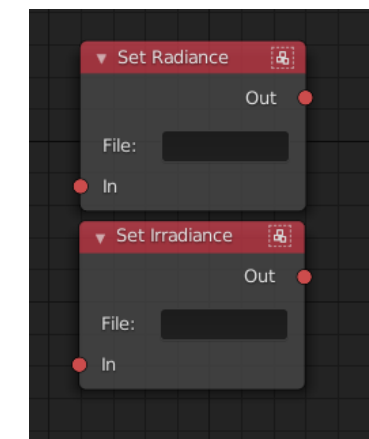 Set Radiance
Out
File:
In
Set Irradiance
Out
File:
In